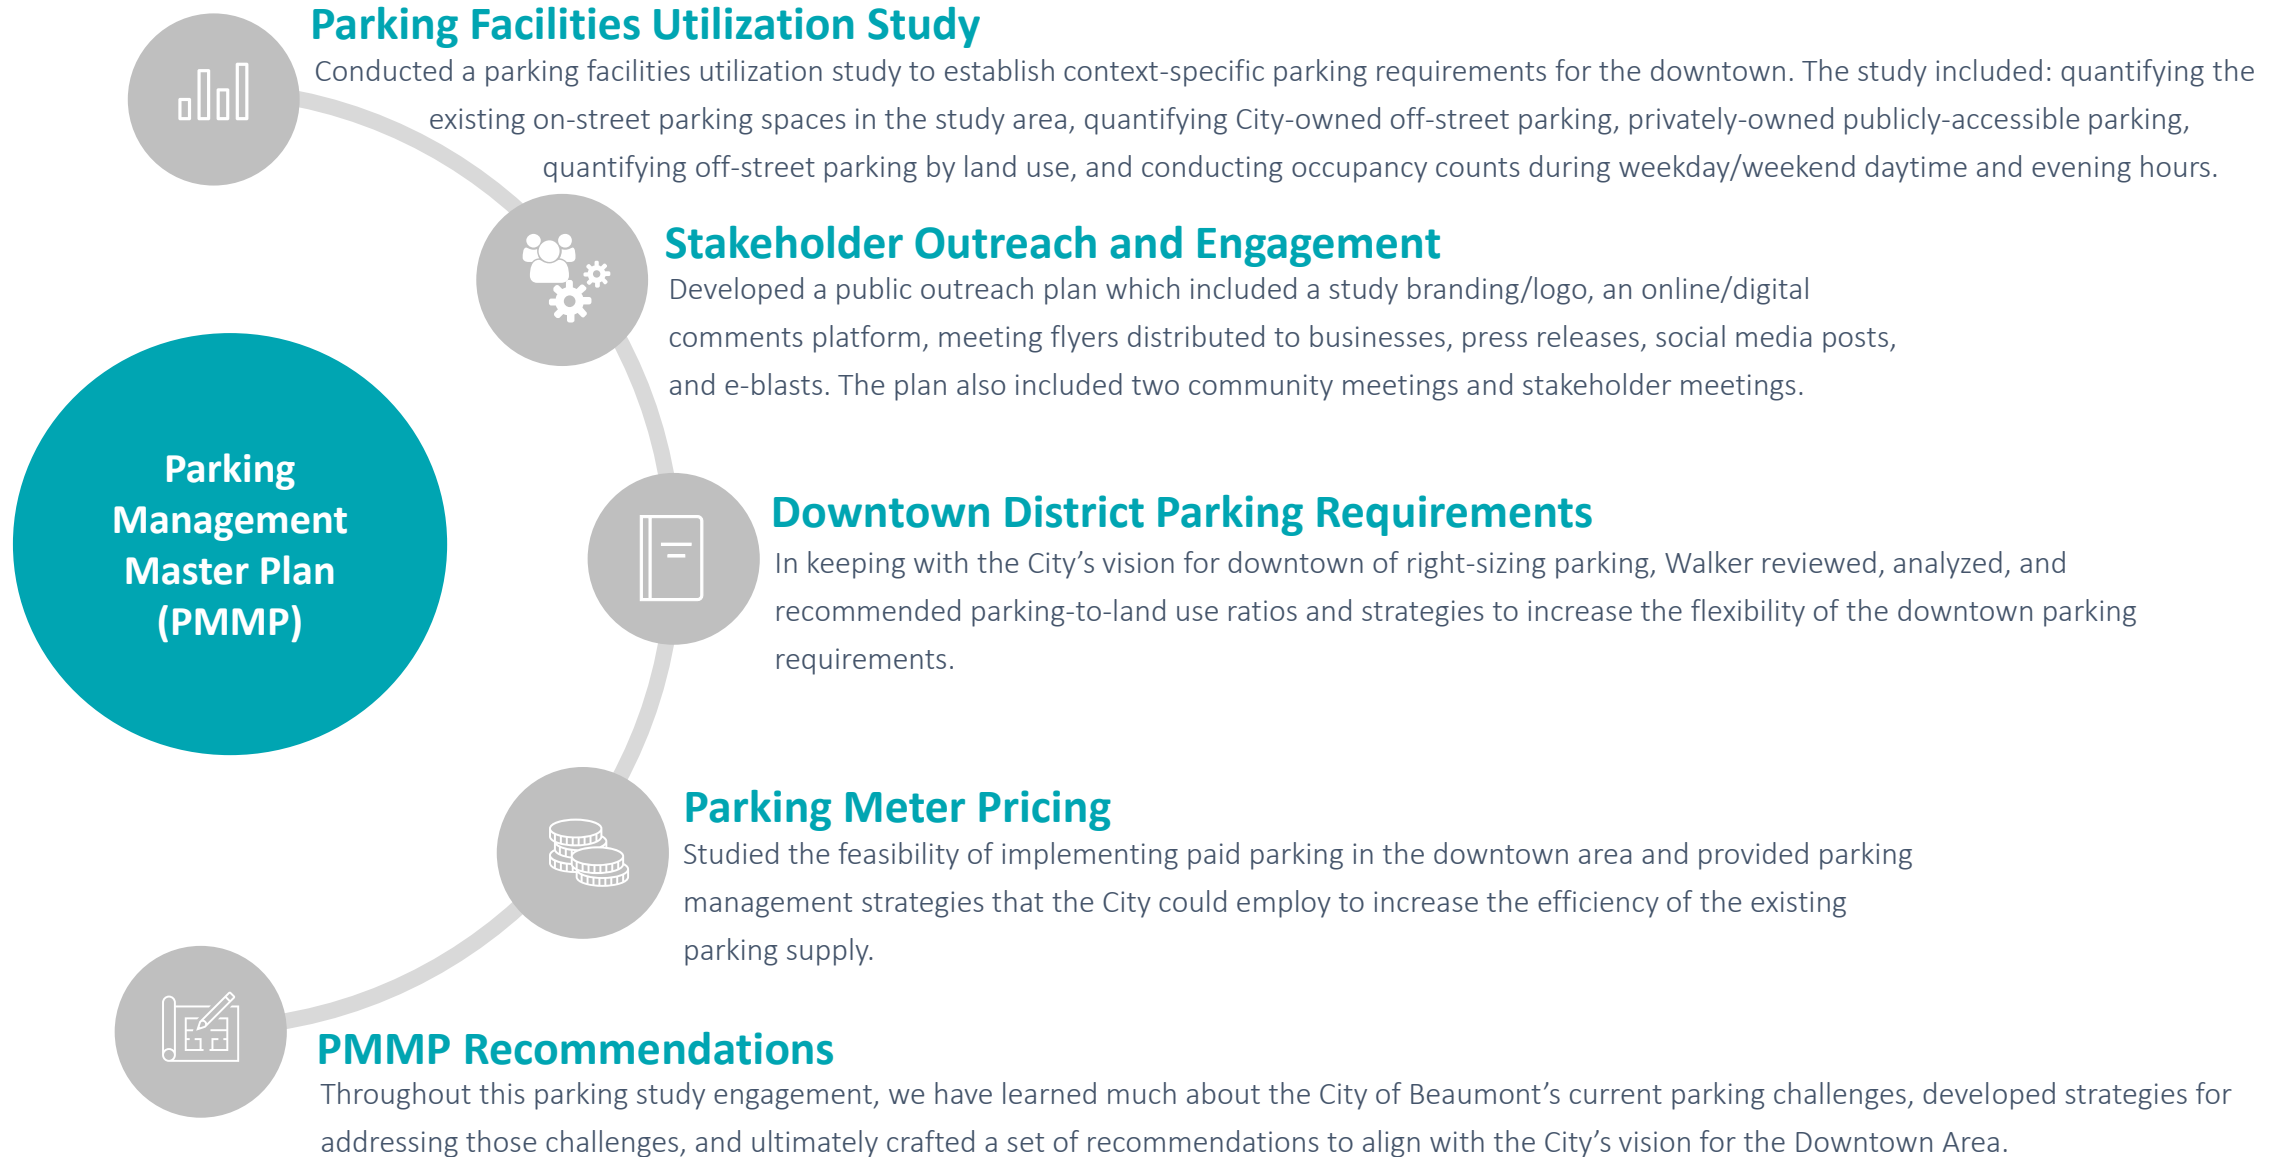 Parking Facilities Utilization Study
Conducted a parking facilities utilization study to establish context-specific parking requirements for the downtown. The study included: quantifying the
existing on-street parking spaces in the study area, quantifying City-owned off-street parking, privately-owned publicly-accessible parking,
quantifying off-street parking by land use, and conducting occupancy counts during weekday/weekend daytime and evening hours.
Stakeholder Outreach and Engagement
Developed a public outreach plan which included a study branding/logo, an online/digital
comments platform, meeting flyers distributed to businesses, press releases, social media posts,
and e-blasts. The plan also included two community meetings and stakeholder meetings.
Parking
Management
Master Plan
(PMMP)
Downtown District Parking Requirements
In keeping with the City’s vision for downtown of right-sizing parking, Walker reviewed, analyzed, and
recommended parking-to-land use ratios and strategies to increase the flexibility of the downtown parking
requirements.
Parking Meter Pricing
Studied the feasibility of implementing paid parking in the downtown area and provided parking
management strategies that the City could employ to increase the efficiency of the existing
parking supply.
PMMP Recommendations
Throughout this parking study engagement, we have learned much about the City of Beaumont’s current parking challenges, developed strategies for
addressing those challenges, and ultimately crafted a set of recommendations to align with the City’s vision for the Downtown Area.